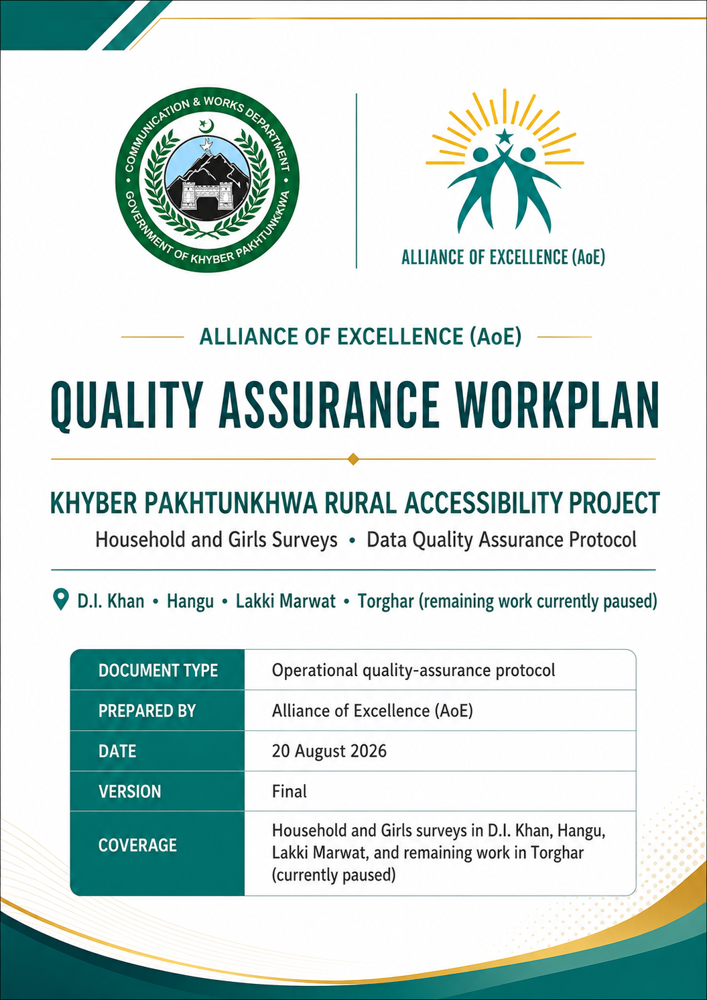 COMMUNICATION & WORKS DEPARTMENT
GOVERNMENT OF KHYBER PAKHTUNKKWA
ALLIANCE OF EXCELLENCE (AoE)
ALLIANCE OF EXCELLENCE (AoE)
QUALITY ASSURANCE WORKPLAN
KHYBER PAKHTUNKHWA RURAL ACCESSIBILITY PROJECT
Household and Girls Surveys • Data Quality Assurance Protocol
D.I. Khan • Hangu • Lakki Marwat • Torghar (remaining work currently paused)
DOCUMENT TYPE Operational quality-assurance protocol
PREPARED BY Alliance of Excellence (AoE)
DATE 20 August 2026
VERSION Final
COVERAGE Household and Girls surveys in D.I. Khan, Hangu,
Lakki Marwat, and remaining work in Torghar
(currently paused)